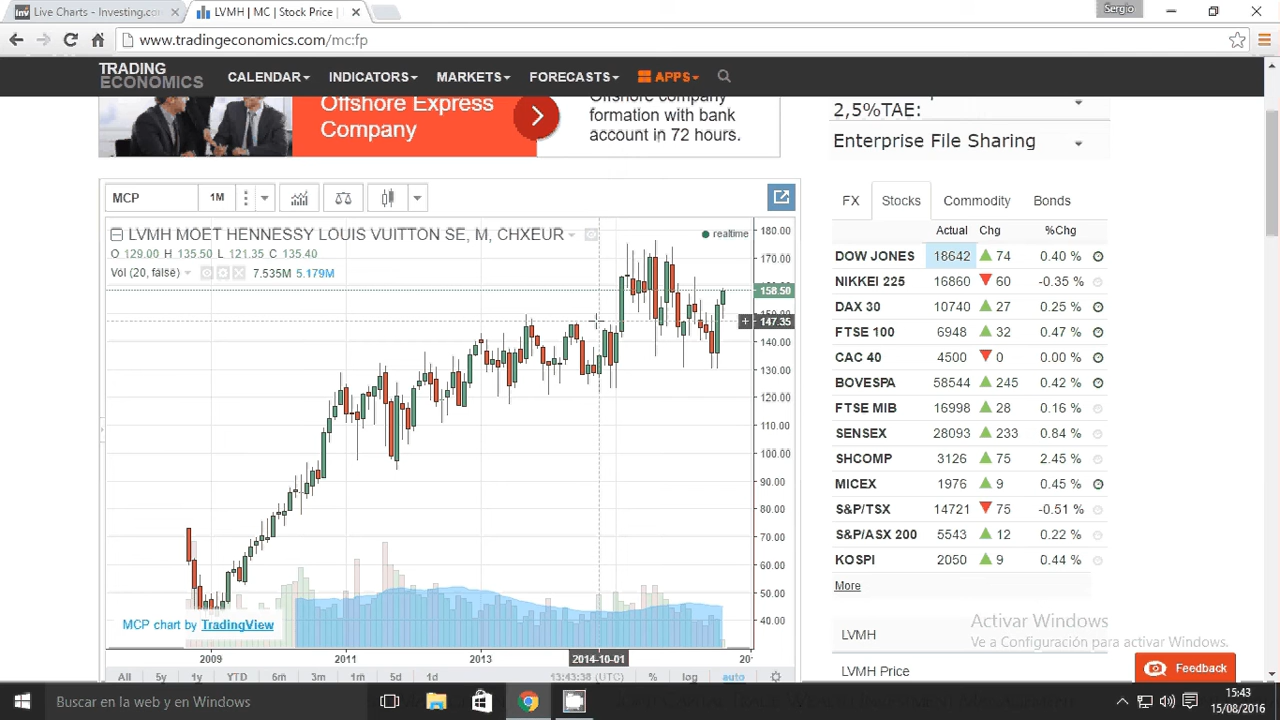 Live Charts - Investing.com
LVMH | MC | Stock Price |
Sergio
www.tradingeconomics.com/mc:fp
TRADING
ECONOMICS
CALENDAR
INDICATORS
MARKETS
FORECASTS
APPS
Offshore Express
Company
Offshore company
formation with bank
account in 72 hours.
2,5%TAE:
Enterprise File Sharing
MCP
1M
FX
Stocks
Commodity
Bonds
LVMH MOET HENNESSY LOUIS VUITTON SE, M, CHXEUR
realtime
O 129.00 H 135.50 L 121.35 C 135.40
Vol (20, false)
7.535M 5.179M
180.00
170.00
158.50
147.35
140.00
130.00
120.00
110.00
100.00
90.00
80.00
70.00
60.00
50.00
40.00
MCP chart by TradingView
2009
2011
2013
2014-10-01
All
5y
1y
YTD
6m
3m
1m
5d
1d
13:43:38 (UTC)
%
log
auto
Actual Chg %Chg
DOW JONES 18642 74 0.40 %
NIKKEI 225 16860 60 -0.35 %
DAX 30 10740 27 0.25 %
FTSE 100 6948 32 0.47 %
CAC 40 4500 0 0.00 %
BOVESPA 58544 245 0.42 %
FTSE MIB 16998 28 0.16 %
SENSEX 28093 233 0.84 %
SHCOMP 3126 75 2.45 %
MICEX 1976 9 0.45 %
S&P/TSX 14721 75 -0.51 %
S&P/ASX 200 5543 12 0.22 %
KOSPI 2050 9 0.44 %
More
LVMH
LVMH Price
Activar Windows
Ve a Configuración para activar Windows.
Feedback
Buscar en la web y en Windows
15:43
15/08/2016